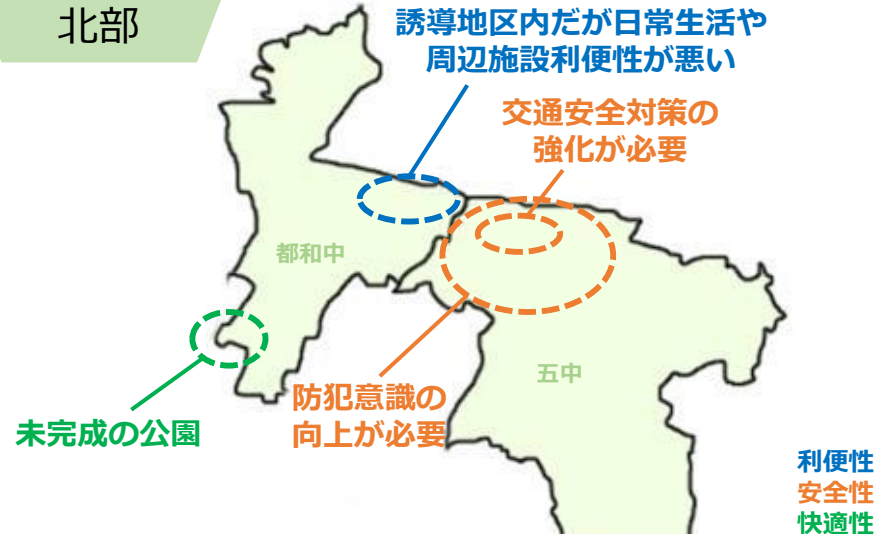 北部
誘導地区内だが日常生活や
周辺施設利便性が悪い
交通安全対策の
強化が必要
都和中
五中
防犯意識の
向上が必要
未完成の公園
利便性
安全性
快適性